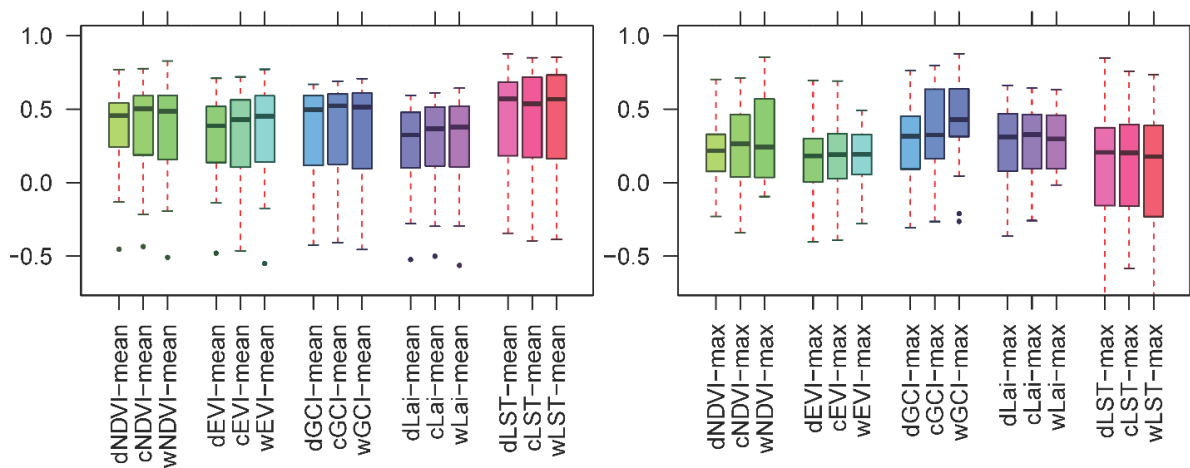 1.0
0.5
0.0
−0.5
dNDVI−mean
cNDVI−mean
wNDVI−mean
dEVI−mean
cEVI−mean
wEVI−mean
dGCI−mean
cGCI−mean
wGCI−mean
dLai−mean
cLai−mean
wLai−mean
dLST−mean
cLST−mean
wLST−mean
1.0
0.5
0.0
−0.5
dNDVI−max
cNDVI−max
wNDVI−max
dEVI−max
cEVI−max
wEVI−max
dGCI−max
cGCI−max
wGCI−max
dLai−max
cLai−max
wLai−max
dLST−max
cLST−max
wLST−max